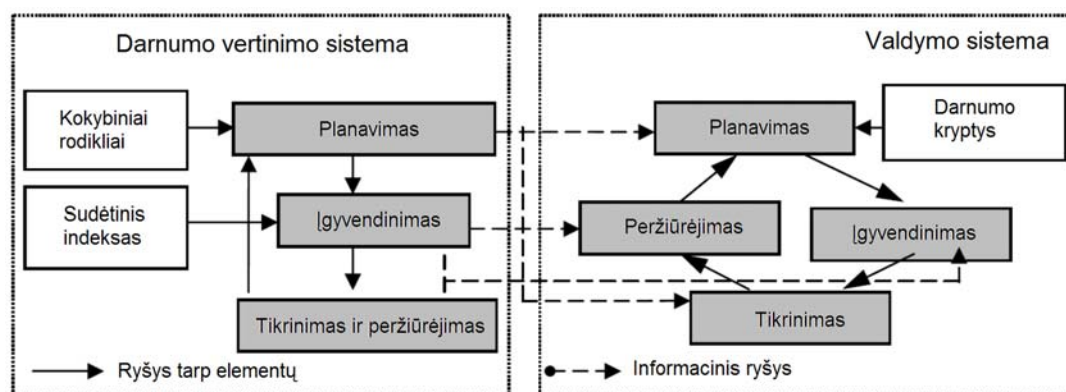 Darnumo vertinimo sistema
Kokybiniai
rodikliai
Planavimas
Sudėtinis
indeksas
Įgyvendinimas
Tikrinimas ir peržiūrėjimas
Ryšys tarp elementų
Valdymo sistema
Planavimas
Darnumo
kryptys
Peržiūrėjimas
Įgyvendinimas
Tikrinimas
Informacinis ryšys